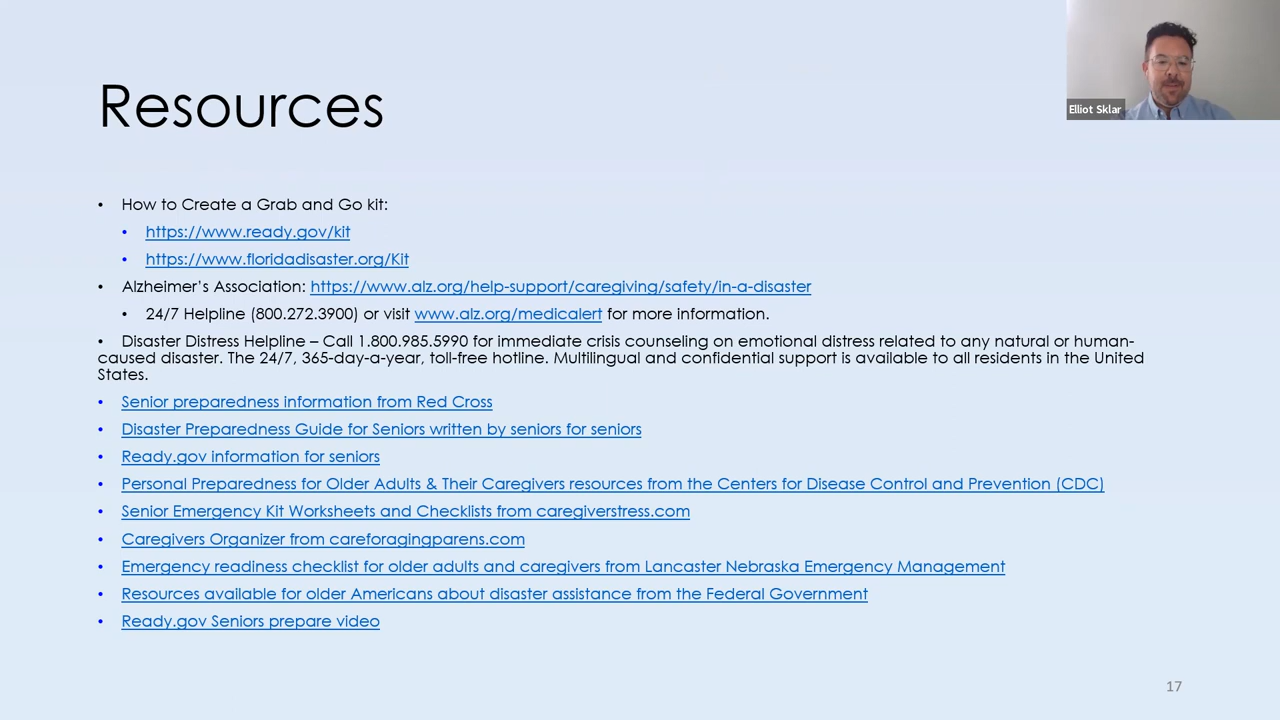 Resources
Elliot Sklar
• How to Create a Grab and Go kit:
• https://www.ready.gov/kit
• https://www.floridadisaster.org/Kit
• Alzheimer's Association: https://www.alz.org/help-support/caregiving/safety/in-a-disaster
• 24/7 Helpline (800.272.3900) or visit www.alz.org/medicalert for more information.
• Disaster Distress Helpline – Call 1.800.985.5990 for immediate crisis counseling on emotional distress related to any natural or human-
caused disaster. The 24/7, 365-day-a-year, toll-free hotline. Multilingual and confidential support is available to all residents in the United
States.
• Senior preparedness information from Red Cross
• Disaster Preparedness Guide for Seniors written by seniors for seniors
• Ready.gov information for seniors
• Personal Preparedness for Older Adults & Their Caregivers resources from the Centers for Disease Control and Prevention (CDC)
• Senior Emergency Kit Worksheets and Checklists from caregiverstress.com
• Caregivers Organizer from careforagingparens.com
• Emergency readiness checklist for older adults and caregivers from Lancaster Nebraska Emergency Management
• Resources available for older Americans about disaster assistance from the Federal Government
• Ready.gov Seniors prepare video
17